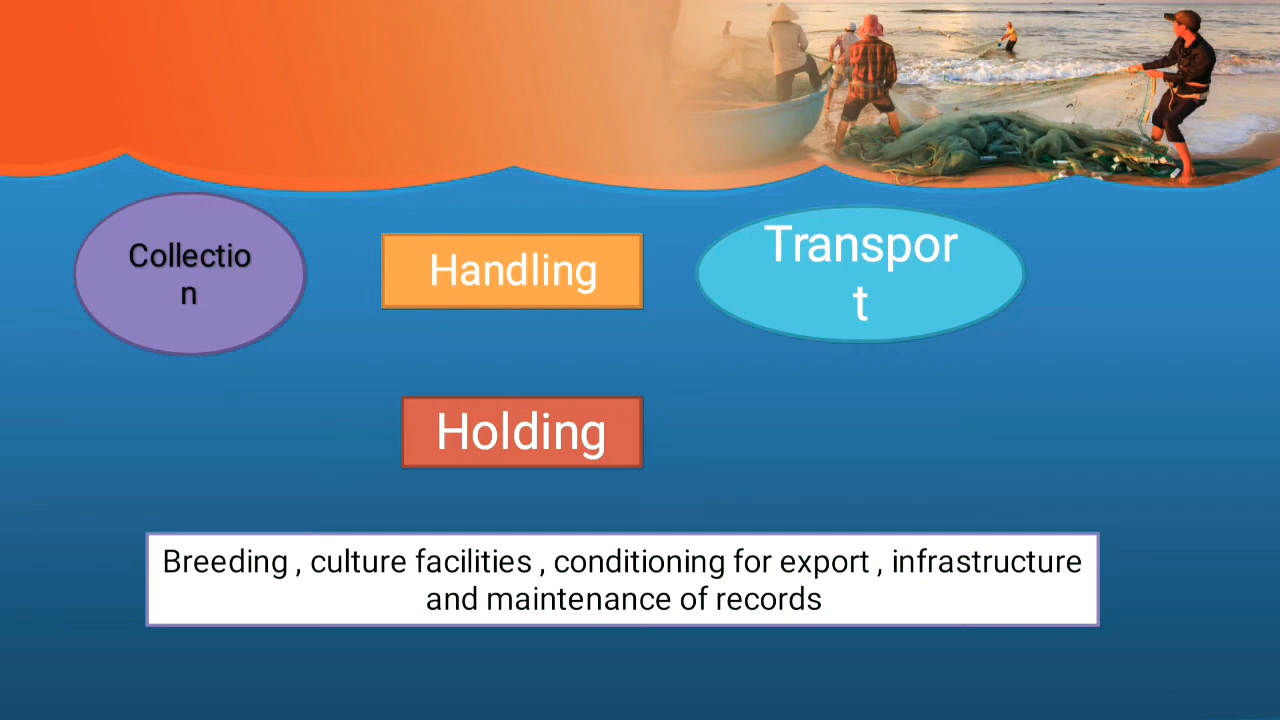 Collectio
n
Handling
Transpor
t
Holding
Breeding , culture facilities , conditioning for export , infrastructure
and maintenance of records